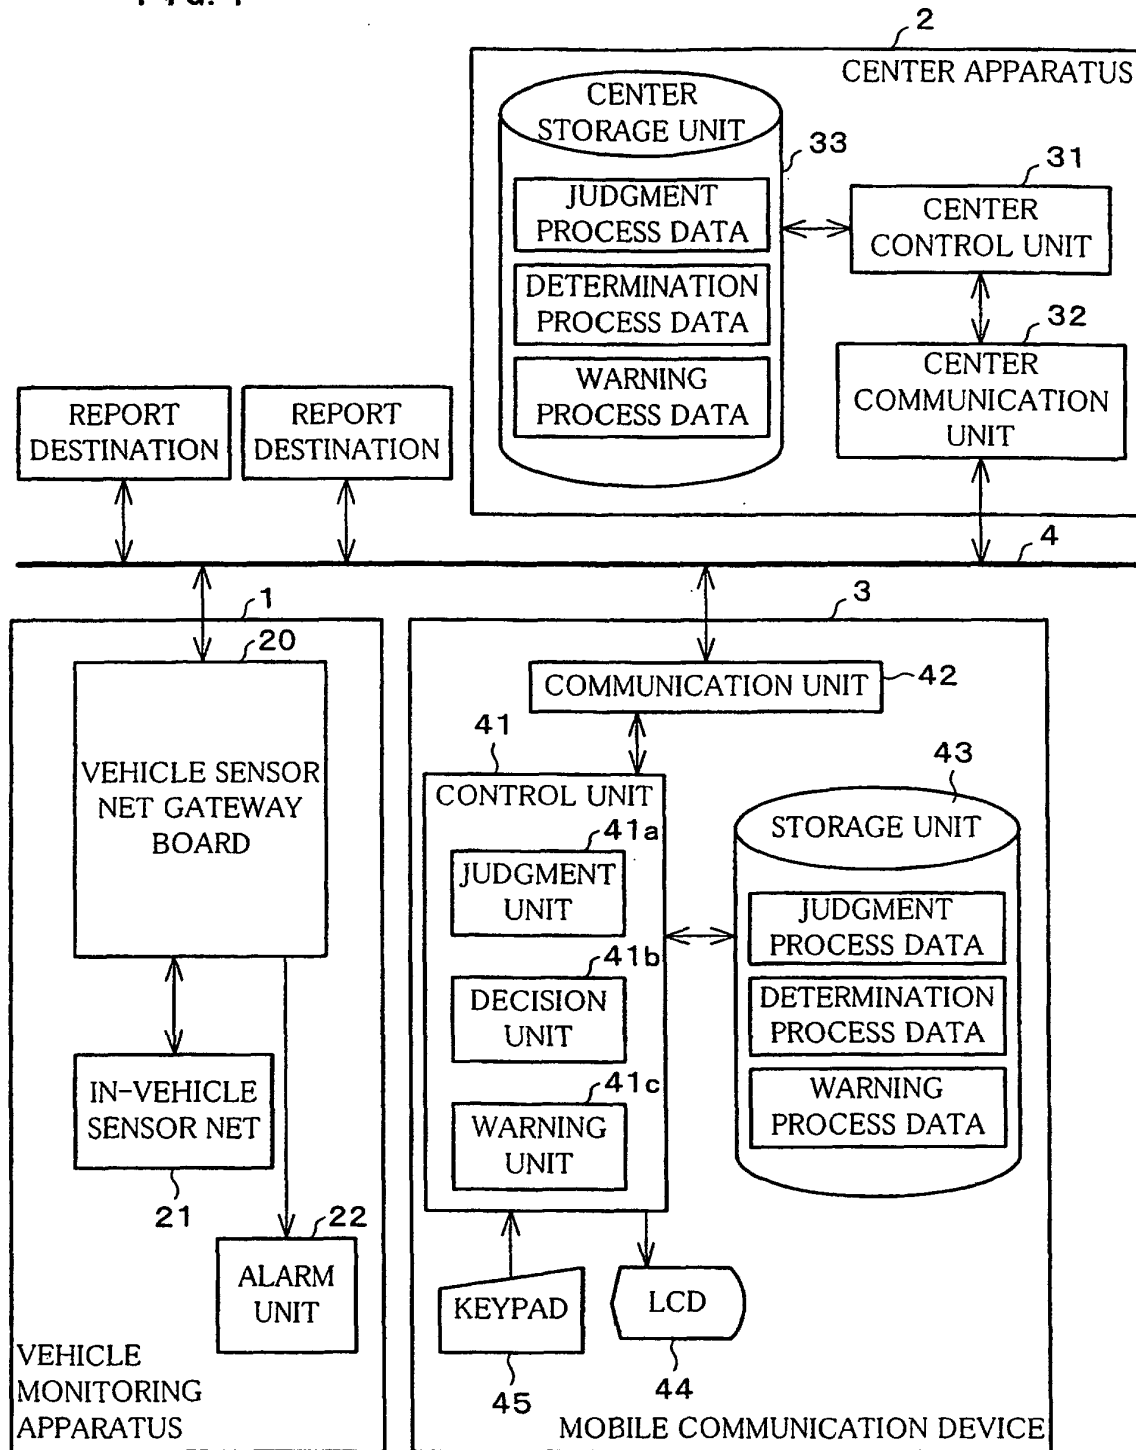 2
CENTER APPARATUS
CENTER
STORAGE UNIT
33
JUDGMENT
PROCESS DATA
DETERMINATION
PROCESS DATA
WARNING
PROCESS DATA
31
CENTER
CONTROL UNIT
32
CENTER
COMMUNICATION
UNIT
REPORT
DESTINATION
REPORT
DESTINATION
4
1
20
VEHICLE SENSOR
NET GATEWAY
BOARD
IN-VEHICLE
SENSOR NET
21
22
ALARM
UNIT
VEHICLE
MONITORING
APPARATUS
3
COMMUNICATION UNIT
42
41
CONTROL UNIT
41a
JUDGMENT
UNIT
41b
DECISION
UNIT
41c
WARNING
UNIT
43
STORAGE UNIT
JUDGMENT
PROCESS DATA
DETERMINATION
PROCESS DATA
WARNING
PROCESS DATA
KEYPAD
45
LCD
44
MOBILE COMMUNICATION DEVICE